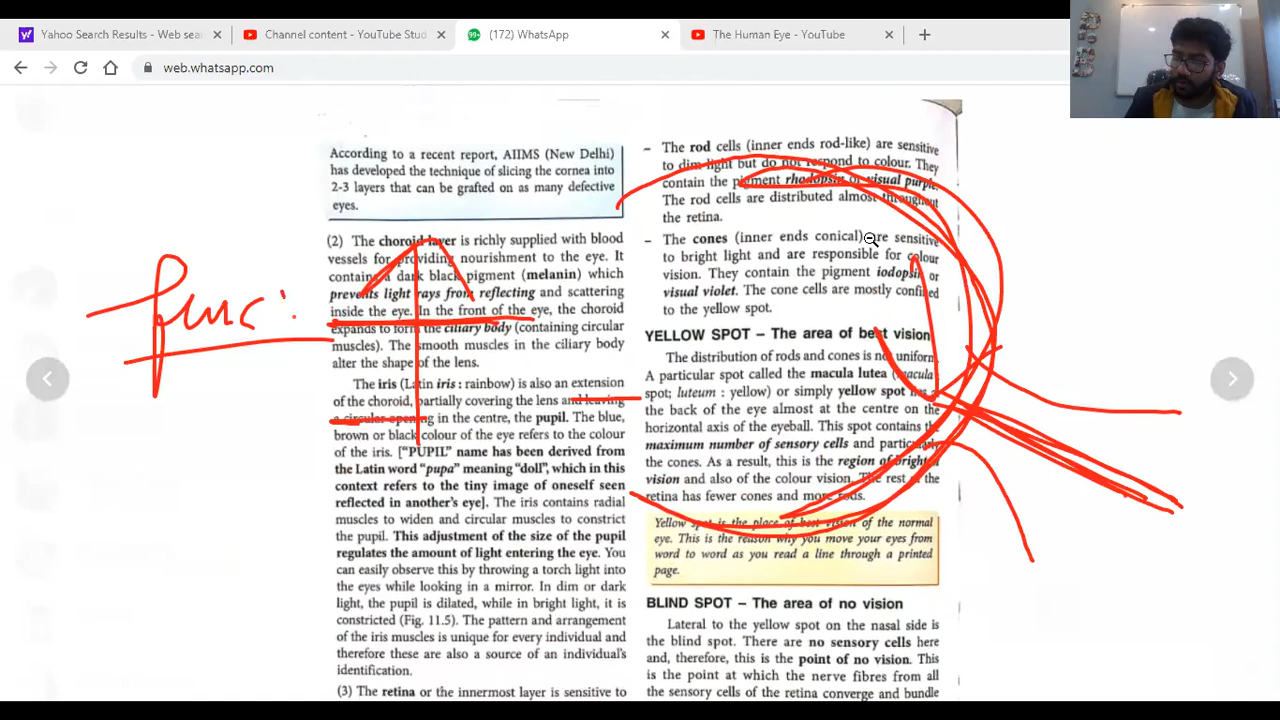 Yahoo Search Results - Web sea
Channel content - YouTube Stud
(172) WhatsApp
The Human Eye - YouTube
web.whatsapp.com
According to a recent report, AIIMS (New Delhi)
has developed the technique of slicing the cornea into
2-3 layers that can be grafted on as many defective
eyes.
(2) The choroid layer is richly supplied with blood
vessels for providing nourishment to the eye. It
contains a dark black pigment (melanin) which
prevents light rays from reflecting and scattering
inside the eye. In the front of the eye, the choroid
expands to form the ciliary body (containing circular
muscles). The smooth muscles in the ciliary body
alter the shape of the lens.
The iris (Latin iris : rainbow) is also an extension
of the choroid, partially covering the lens and leaving
a circular opening in the centre, the pupil. The blue,
brown or black colour of the eye refers to the colour
of the iris. ["PUPIL" name has been derived from
the Latin word "pupa" meaning "doll", which in this
context refers to the tiny image of oneself seen
reflected in another's eye]. The iris contains radial
muscles to widen and circular muscles to constrict
the pupil. This adjustment of the size of the pupil
regulates the amount of light entering the eye. You
can easily observe this by throwing a torch light into
the eyes while looking in a mirror. In dim or dark
light, the pupil is dilated, while in bright light, it is
constricted (Fig. 11.5). The pattern and arrangement
of the iris muscles is unique for every individual and
therefore these are also a source of an individual's
identification.
(3) The retina or the innermost layer is sensitive to
func:
- The rod cells (inner ends rod-like) are sensitive
to dim light but do not respond to colour. They
contain the pigment rhodopsin or visual purple.
The rod cells are distributed almost throughout
the retina.
- The cones (inner ends conical) are sensitive
to bright light and are responsible for colour
vision. They contain the pigment iodopsin or
visual violet. The cone cells are mostly confined
to the yellow spot.
YELLOW SPOT – The area of best vision
The distribution of rods and cones is not uniform.
A particular spot called the macula lutea (macula
spot; luteum : yellow) or simply yellow spot lies a
the back of the eye almost at the centre on the
horizontal axis of the eyeball. This spot contains the
maximum number of sensory cells and particularly
the cones. As a result, this is the region of brightest
vision and also of the colour vision. The rest of the
retina has fewer cones and more rods.
Yellow spot is the place of best vision of the normal
eye. This is the reason why you move your eyes from
word to word as you read a line through a printed
page.
BLIND SPOT – The area of no vision
Lateral to the yellow spot on the nasal side is
the blind spot. There are no sensory cells here
and, therefore, this is the point of no vision. This
is the point at which the nerve fibres from all
the sensory cells of the retina converge and bundle